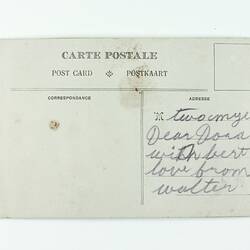 CARTE POSTALE
POST CARD POSTKAART
CORRESPONDANCE
ADRESSE
Dear Dora
with best
love from
walter